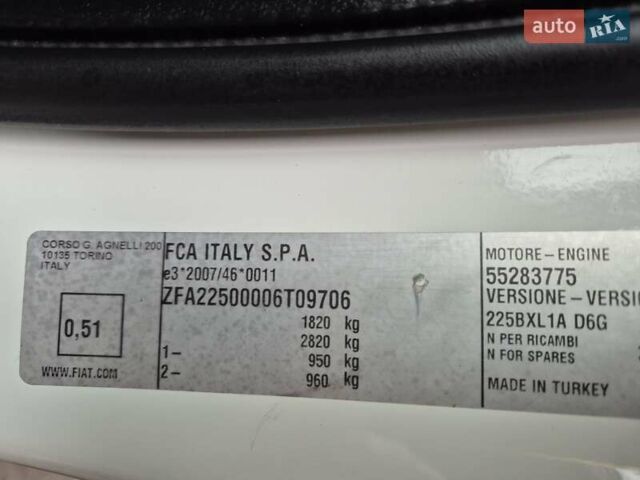 auto RIA.com
CORSO G. AGNELLI 200
10135 TORINO
ITALY
FCA ITALY S.P.A.
e3*2007/46*0011
ZFA22500006T09706
1820 kg
2820 kg
1– 950 kg
2– 960 kg
0,51
WWW.FIAT.COM
MOTORE–ENGINE
55283775
VERSIONE–VERSI
225BXL1A D6G
N PER RICAMBI
N FOR SPARES
MADE IN TURKEY